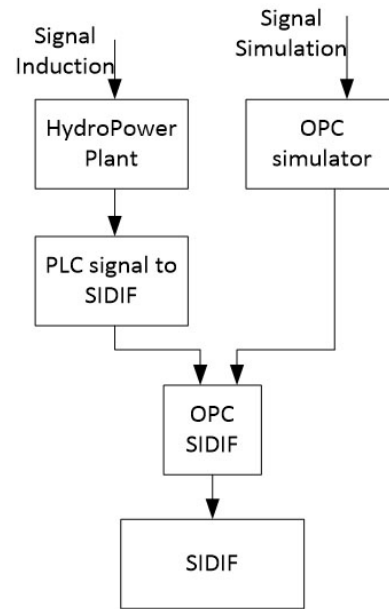 Signal
Induction
Signal
Simulation
HydroPower
Plant
OPC
simulator
PLC signal to
SIDIF
OPC
SIDIF
SIDIF